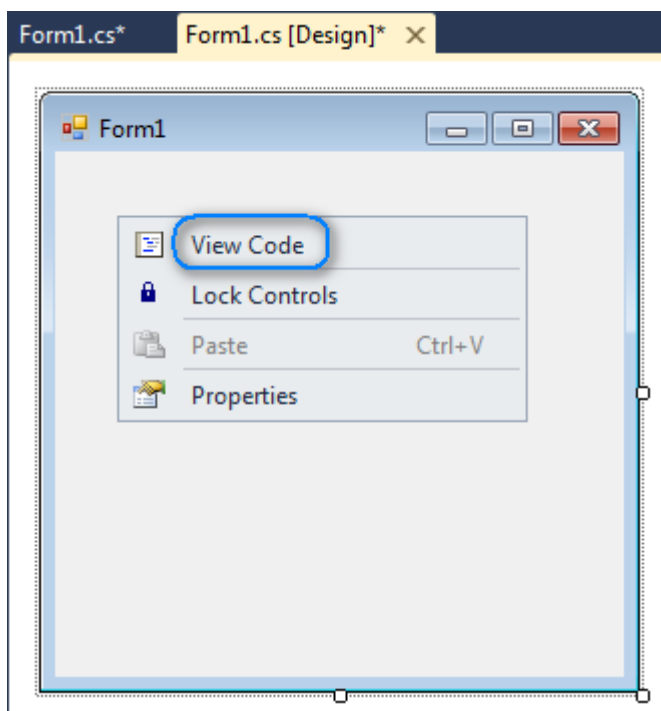 Form1.cs* Form1.cs [Design]*
Form1
View Code
Lock Controls
Paste Ctrl+V
Properties